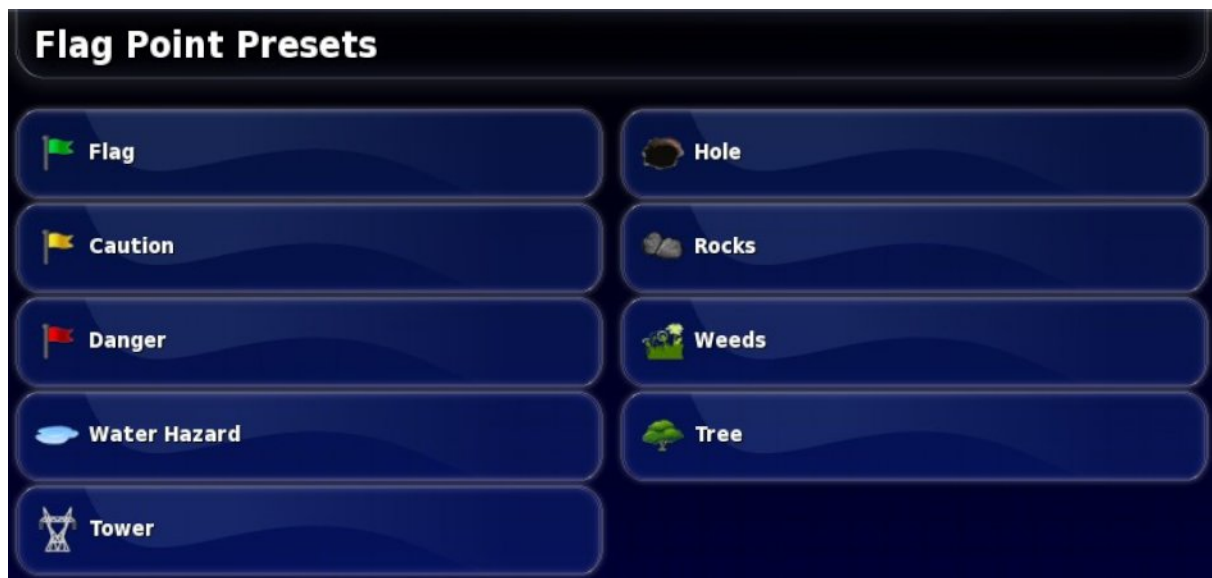 Flag Point Presets
Flag
Hole
Caution
Rocks
Danger
Weeds
Water Hazard
Tree
Tower